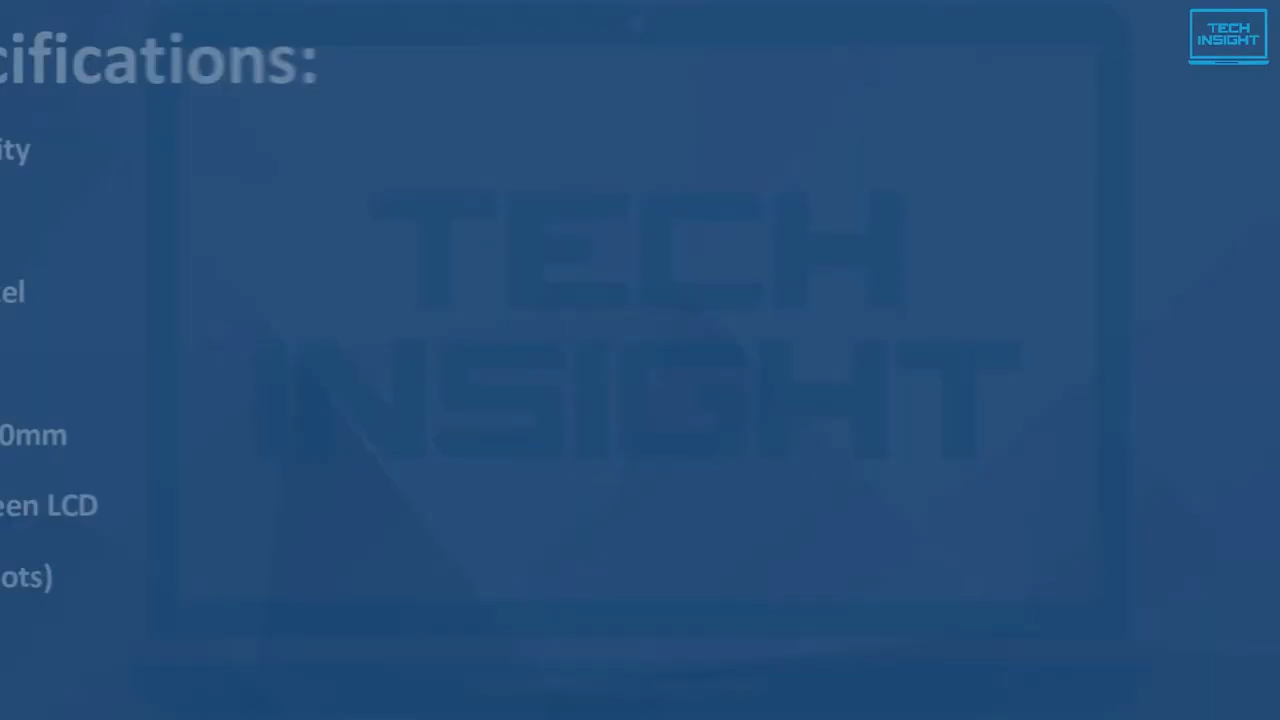 cifications:
ity
el
0mm
een LCD
ots)
TECH
INSIGHT
TECH
INSIGHT